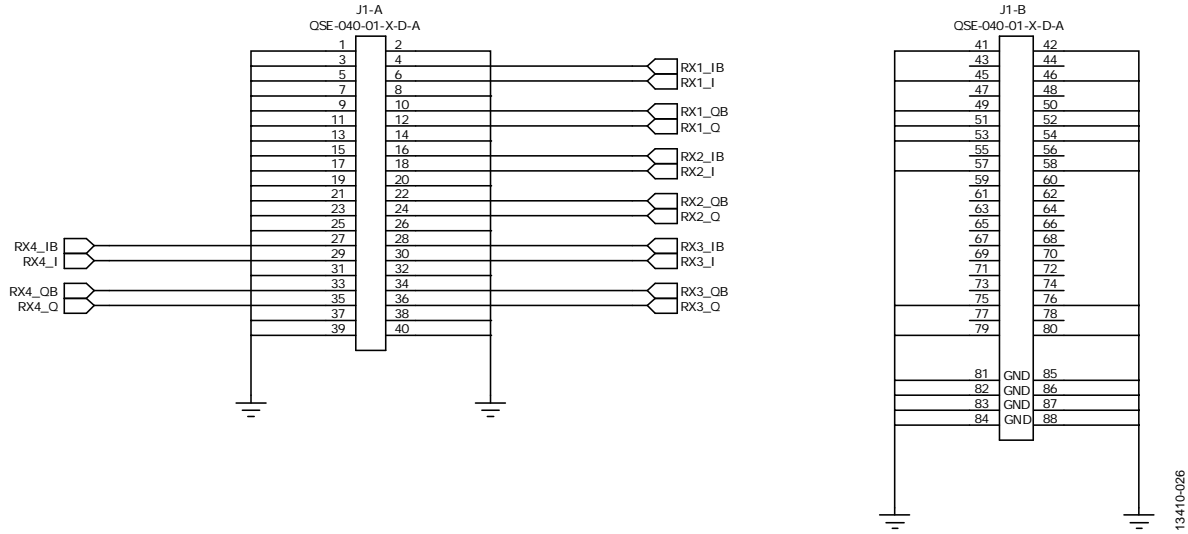 J1-A
QSE-040-01-X-D-A
1 2
3 4
5 6
7 8
9 10
11 12
13 14
15 16
17 18
19 20
21 22
23 24
25 26
27 28
29 30
31 32
33 34
35 36
37 38
39 40
RX4_IB
RX4_I
RX4_QB
RX4_Q
RX1_IB
RX1_I
RX1_QB
RX1_Q
RX2_IB
RX2_I
RX2_QB
RX2_Q
RX3_IB
RX3_I
RX3_QB
RX3_Q
J1-B
QSE-040-01-X-D-A
41 42
43 44
45 46
47 48
49 50
51 52
53 54
55 56
57 58
59 60
61 62
63 64
65 66
67 68
69 70
71 72
73 74
75 76
77 78
79 80
81 GND 85
82 GND 86
83 GND 87
84 GND 88
13410-026